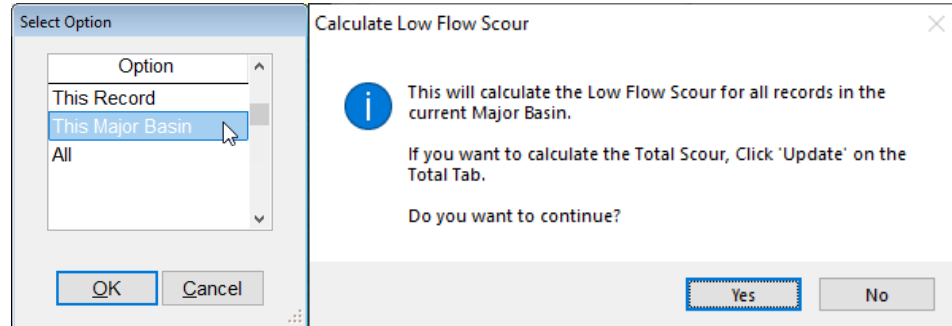 Select Option
Option
This Record
This Major Basin
All
OK
Cancel
Calculate Low Flow Scour
This will calculate the Low Flow Scour for all records in the
current Major Basin.
If you want to calculate the Total Scour, Click 'Update' on the
Total Tab.
Do you want to continue?
Yes
No